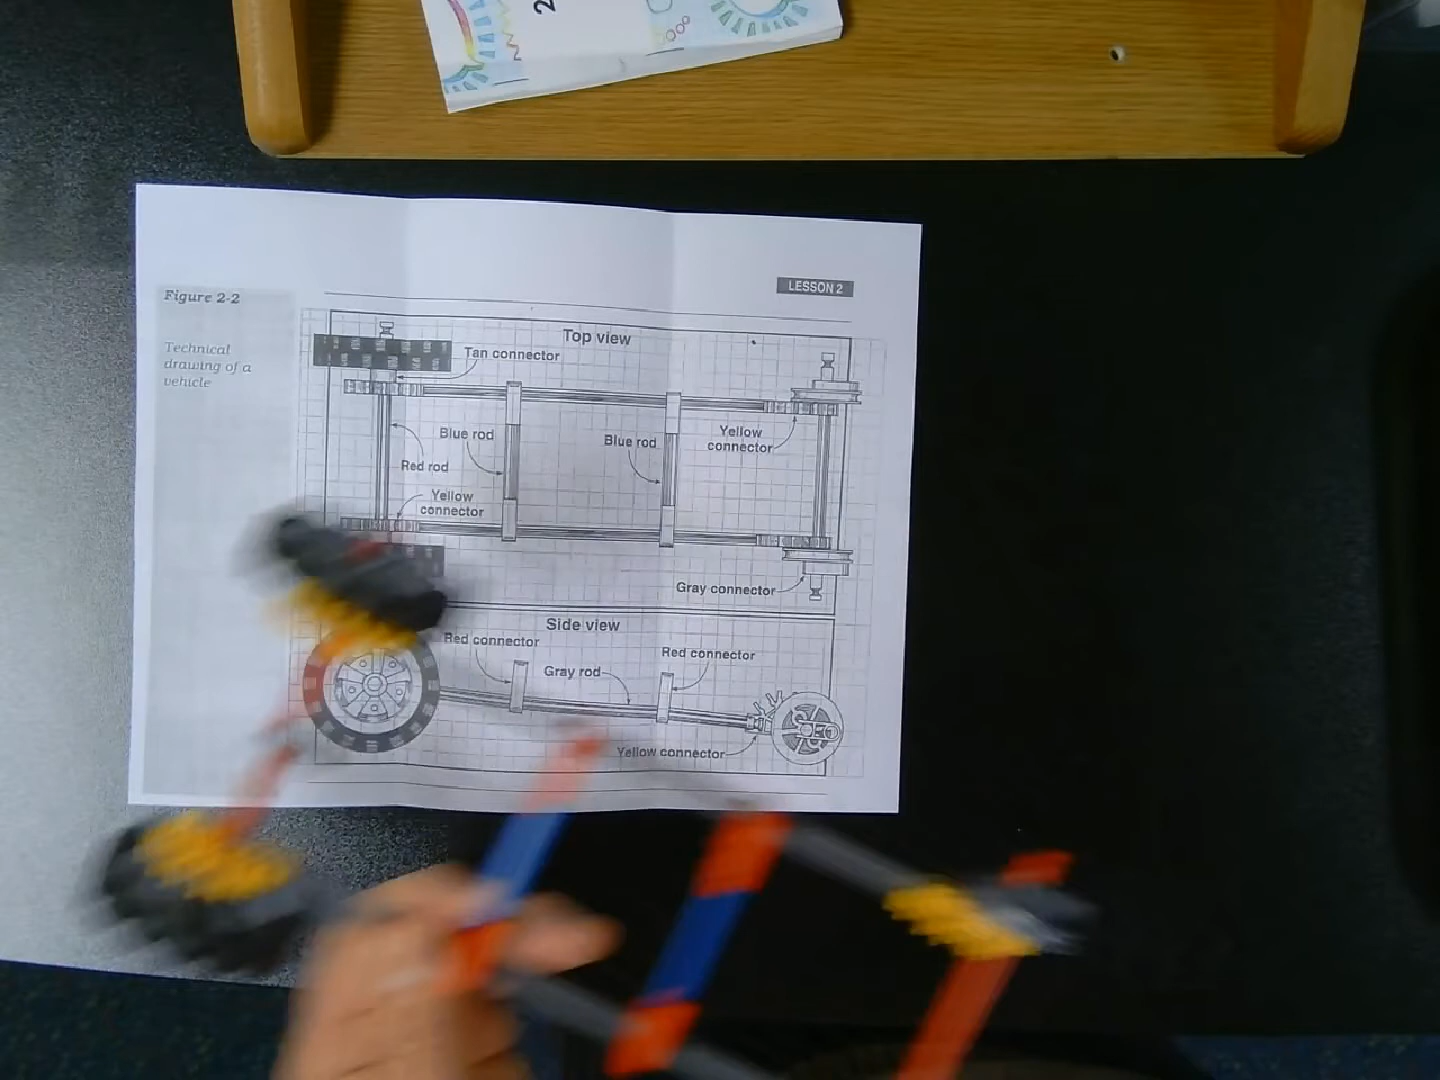 2
Figure 2-2
LESSON 2
Technical
drawing of a
vehicle
Top view
Tan connector
Blue rod
Blue rod
Yellow
connector
Red rod
Yellow
connector
Gray connector
Side view
Red connector
Red connector
Gray rod
Yellow connector